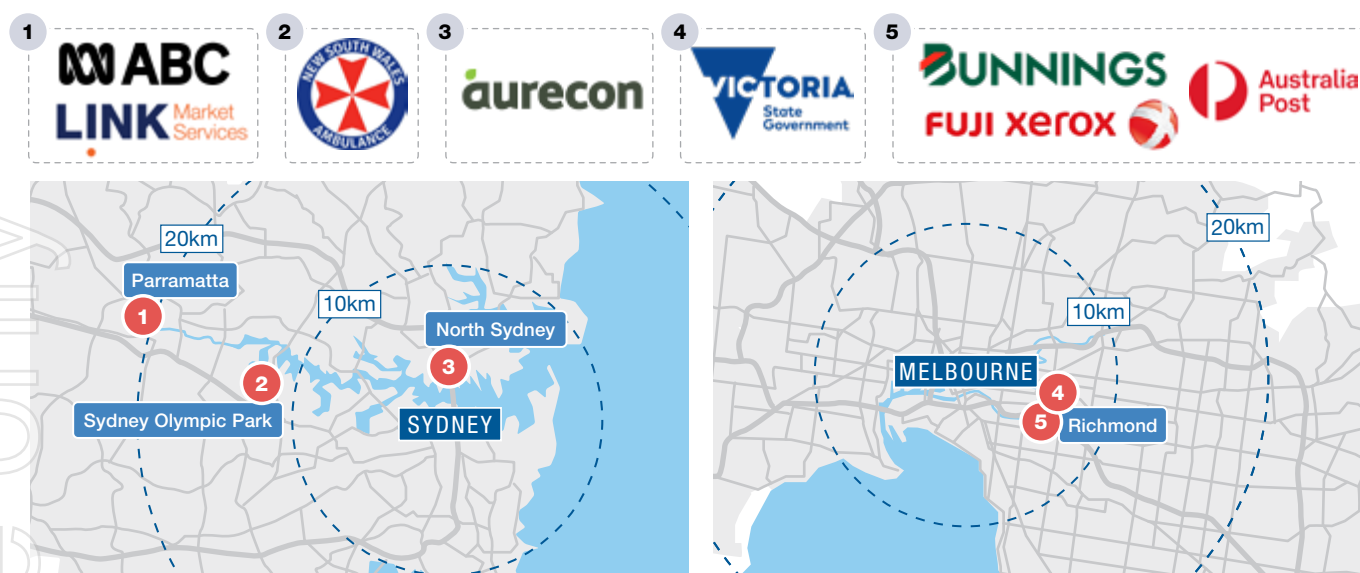 1
ABC
LINK Market
Services
2
NEW SOUTH WALES
AMBULANCE
3
aurecon
4
VICTORIA
State
Government
5
BUNNINGS
FUJI xerox
Australia
Post
20km
Parramatta
1
10km
North Sydney
3
2
Sydney Olympic Park
SYDNEY
20km
10km
MELBOURNE
4
5
Richmond